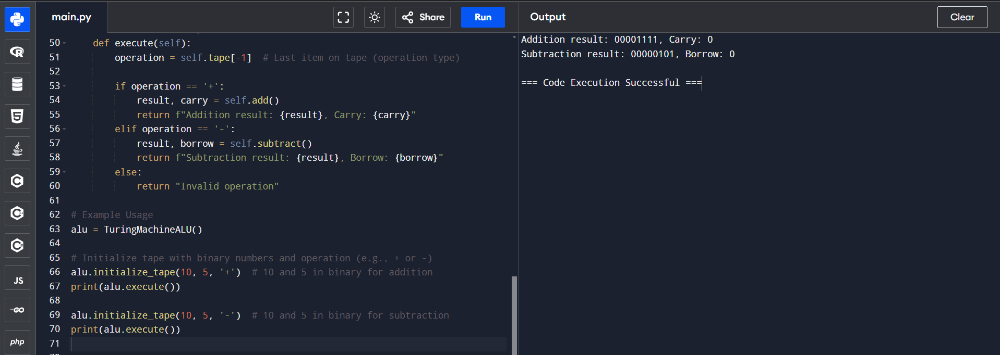 main.py
Share
Run
Output
Clear
50 def execute(self):
51 operation = self.tape[-1]  # Last item on tape (operation type)
52
53 if operation == '+':
54 result, carry = self.add()
55 return f"Addition result: {result}, Carry: {carry}"
56 elif operation == '-':
57 result, borrow = self.subtract()
58 return f"Subtraction result: {result}, Borrow: {borrow}"
59 else:
60 return "Invalid operation"
61
62 # Example Usage
63 alu = TuringMachineALU()
64
65 # Initialize tape with binary numbers and operation (e.g., + or -)
66 alu.initialize_tape(10, 5, '+')  # 10 and 5 in binary for addition
67 print(alu.execute())
68
69 alu.initialize_tape(10, 5, '-')  # 10 and 5 in binary for subtraction
70 print(alu.execute())
71
Addition result: 00001111, Carry: 0
Subtraction result: 00000101, Borrow: 0
=== Code Execution Successful ===
R
5
C
C++
C#
JS
GO
php